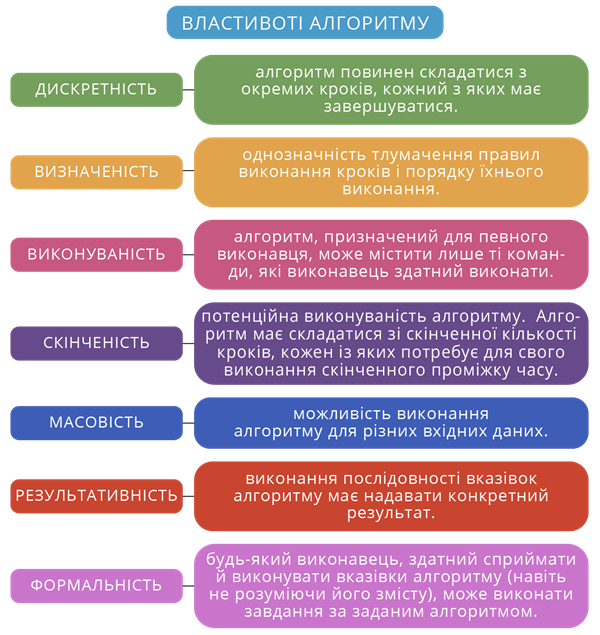 ВЛАСТИВОТІ АЛГОРИТМУ
ДИСКРЕТНІСТЬ
алгоритм повинен складатися з
окремих кроків, кожний з яких має
завершуватися.
ВИЗНАЧЕНІСТЬ
однозначність тлумачення правил
виконання кроків і порядку їхнього
виконання.
ВИКОНУВАНІСТЬ
алгоритм, призначений для певного
виконавця, може містити лише ті коман-
ди, які виконавець здатний виконати.
СКІНЧЕНІСТЬ
потенційна виконуваність алгоритму. Алго-
ритм має складатися зі скінченної кількості
кроків, кожен із яких потребує для свого
виконання скінченного проміжку часу.
МАСОВІСТЬ
можливість виконання
алгоритму для різних вхідних даних.
РЕЗУЛЬТАТИВНІСТЬ
виконання послідовності вказівок
алгоритму має надавати конкретний
результат.
ФОРМАЛЬНІСТЬ
будь-який виконавець, здатний сприймати
й виконувати вказівки алгоритму (навіть
не розуміючи його змісту), може виконати
завдання за заданим алгоритмом.